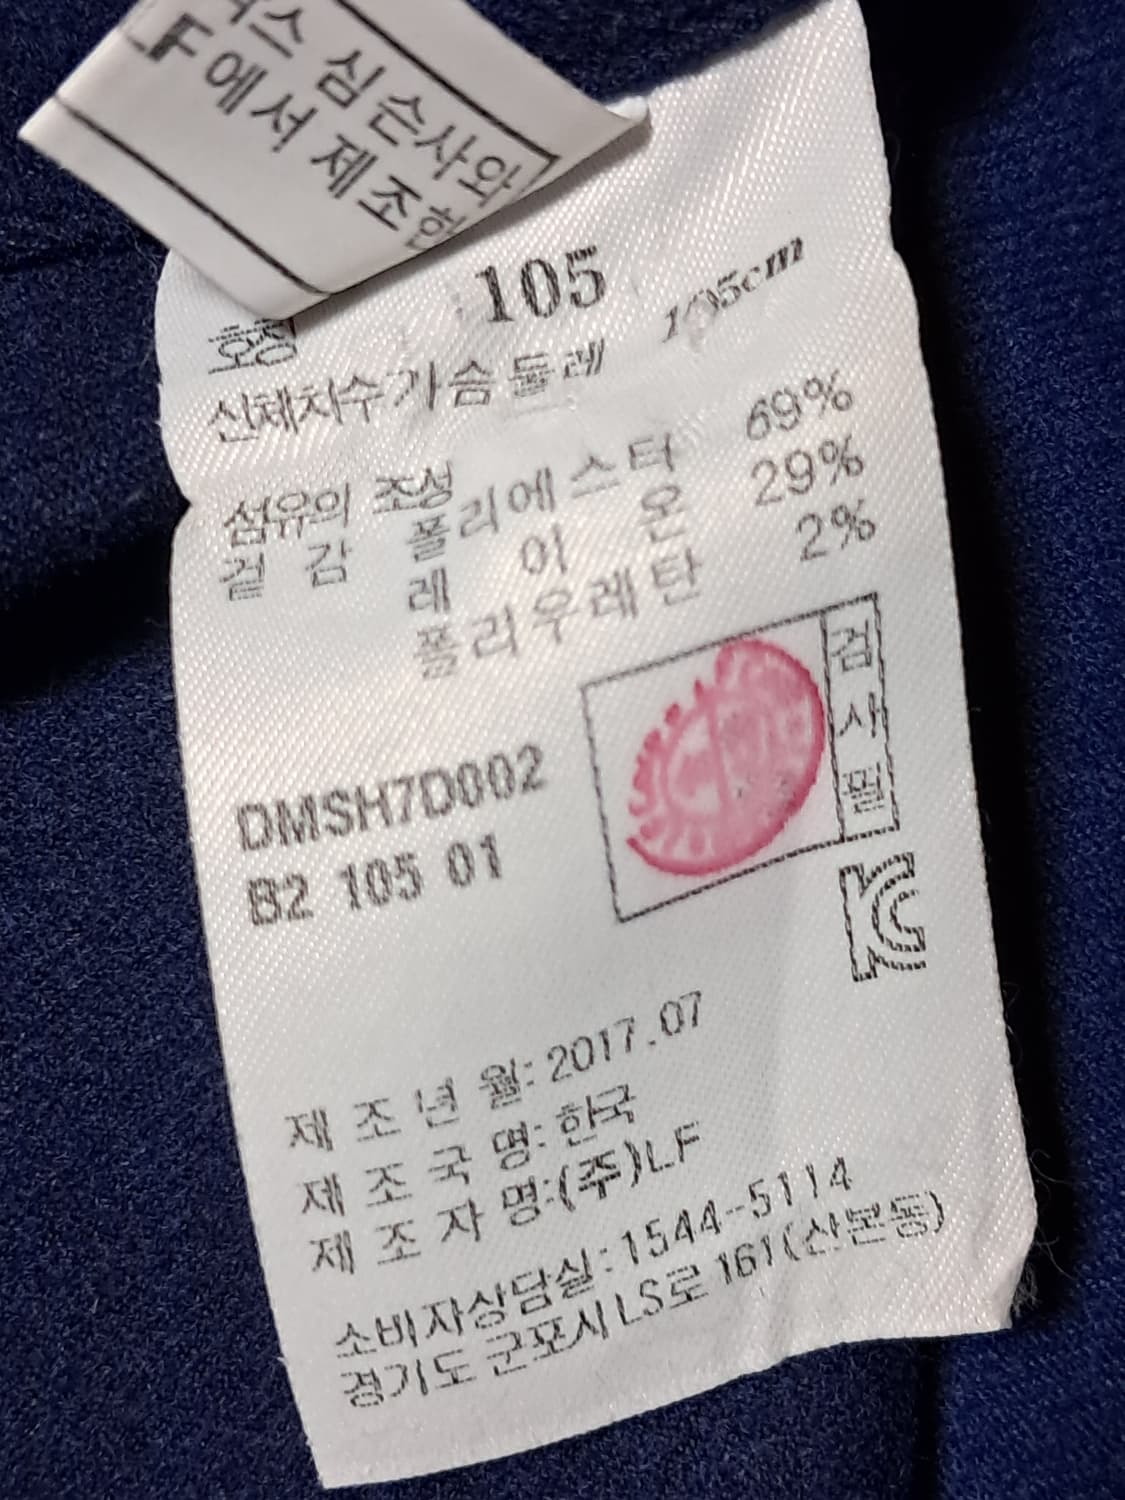 심슨사와
LF에서 제조한
호칭 105
신체치수 가슴둘레 105cm
섬유의 조성
겉 감 폴리에스터 69%
레 이 온 29%
폴리우레탄 2%
검사필
DMSH7D002
B2 105 01
KC
제 조 년 월: 2017.07
제 조 국 명: 한국
제 조 자 명:(주)LF
소비자상담실: 1544-5114
경기도 군포시 LS로 161(산본동)